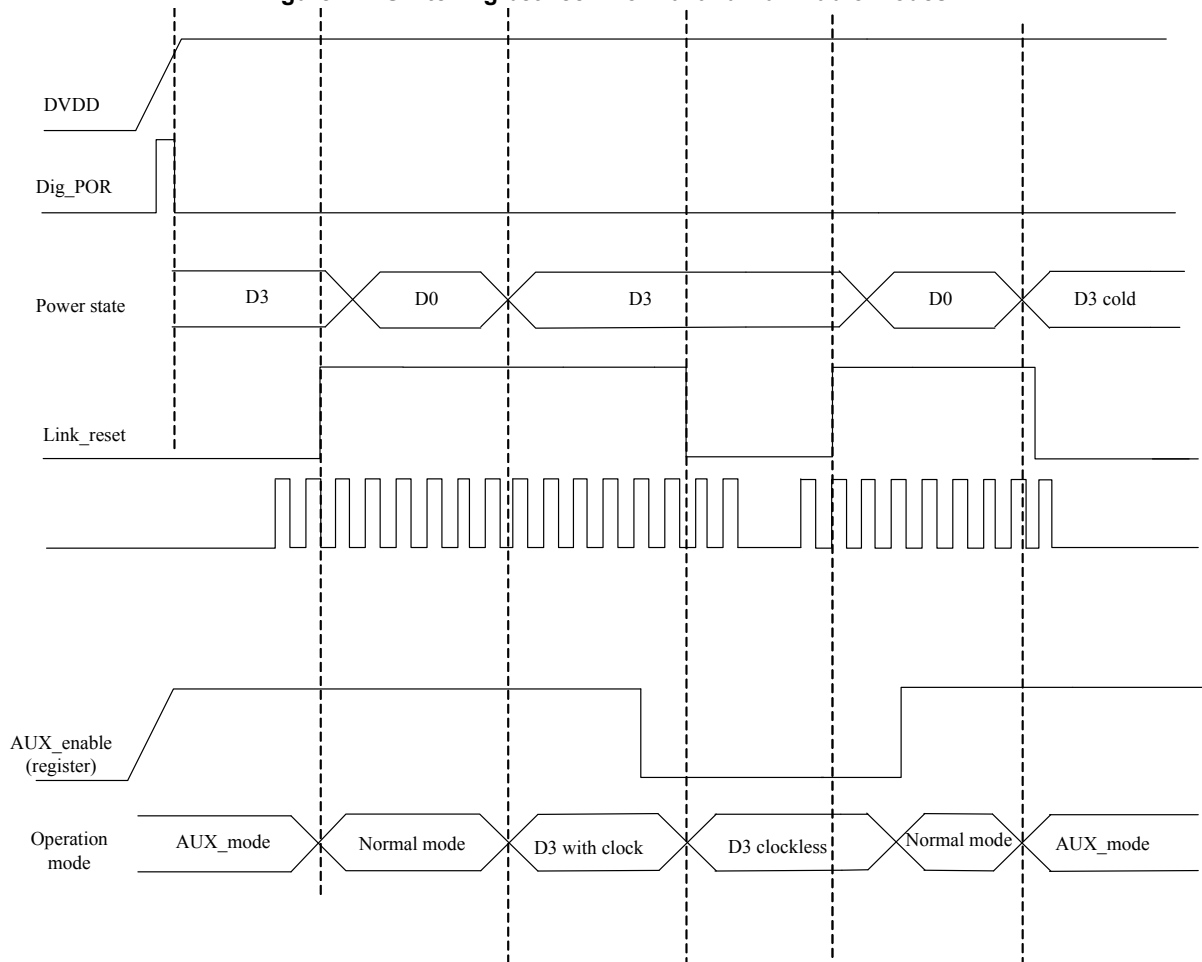 DVDD
Dig_POR
Power state
D3
D0
D3
D0
D3 cold
Link_reset
AUX_enable
(register)
Operation
mode
AUX_mode
Normal mode
D3 with clock
D3 clockless
Normal mode
AUX_mode